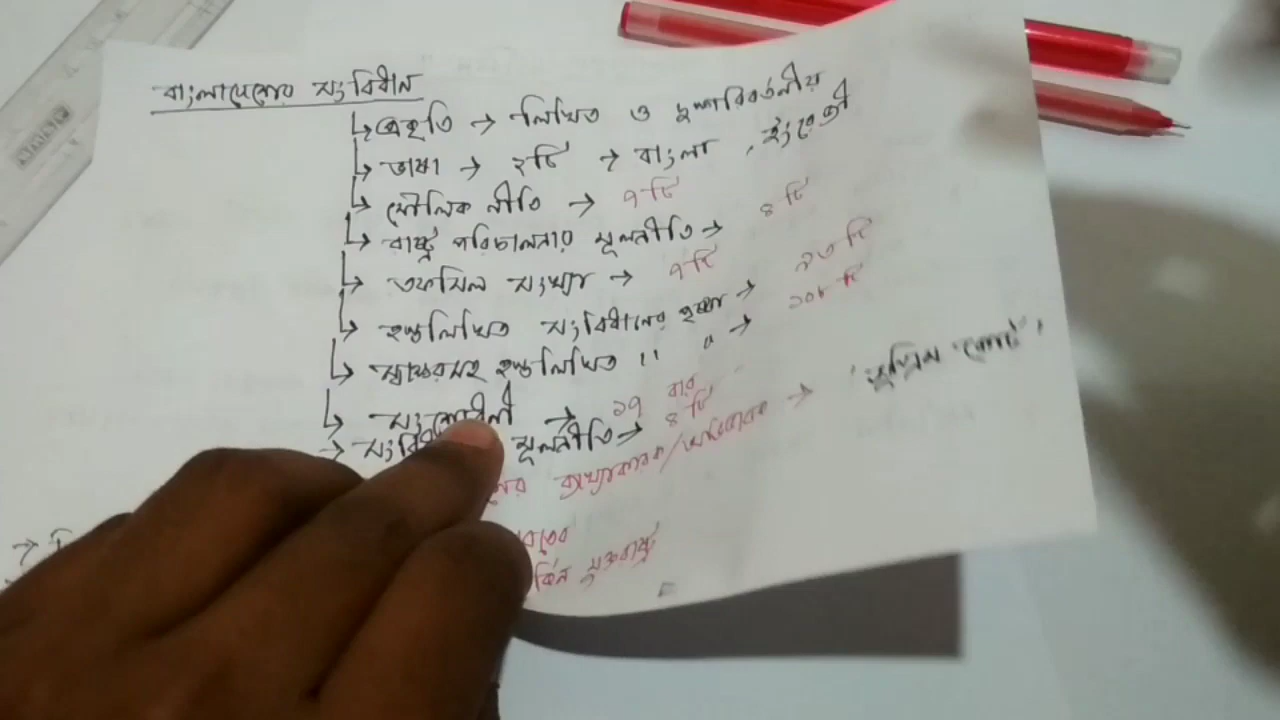 বাংলাদেশের সংবিধান
প্রকৃতি → লিখিত ও দুষ্পরিবর্তনীয়
ভাষা → ২টি → বাংলা, ইংরেজী
মৌলিক নীতি → ৭টি
রাষ্ট্র পরিচালনার মূলনীতি → ৪টি
তফসিল সংখ্যা → ৭টি
হস্তলিখিত সংবিধানের পৃষ্ঠা → ৯৩টি
স্বাক্ষরসহ হস্তলিখিত " " → ১০৮টি
সংশোধনী → ১৭ বার
→ মূলনীতি → ৪টি
ব্যাখ্যাকারক/অভিভাবক → 'সুপ্রিম কোর্ট'
যুক্তরাষ্ট্র